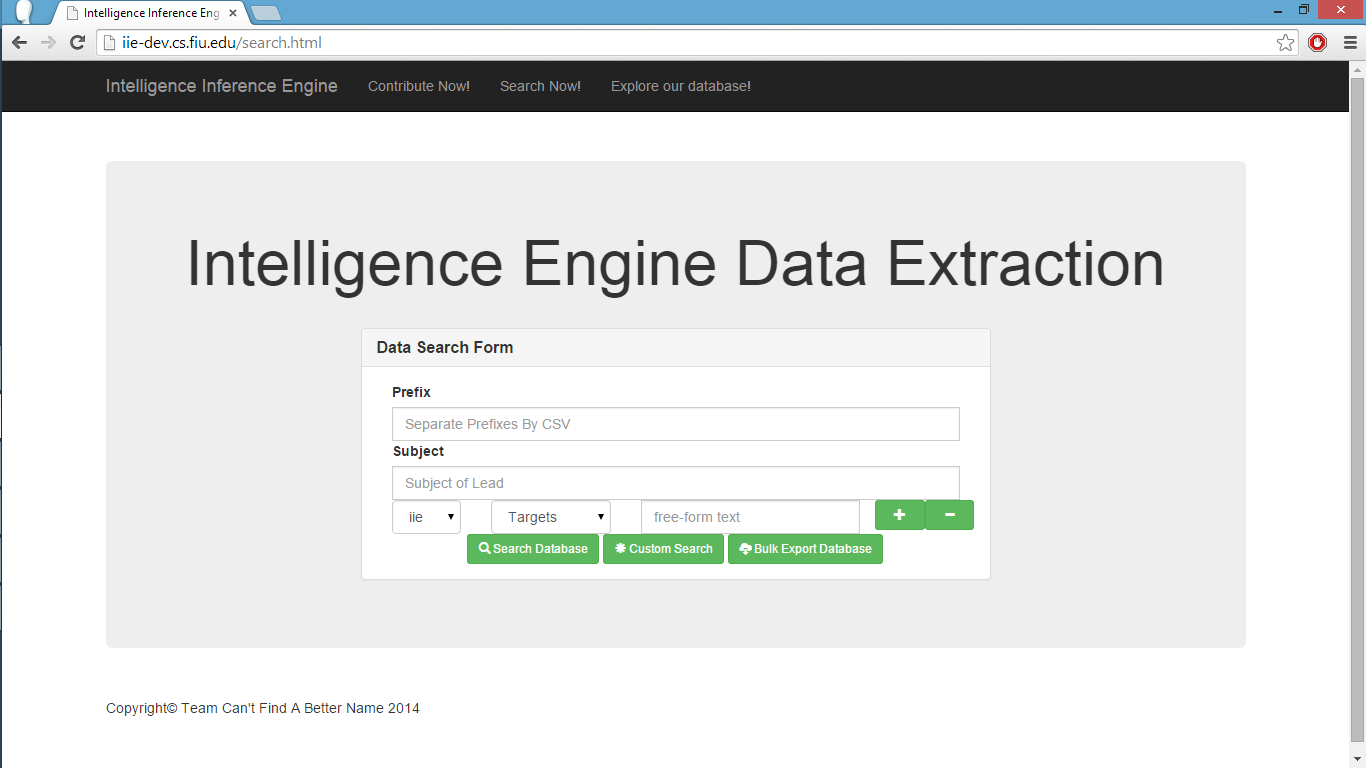 Intelligence Inference Eng
iie-dev.cs.fiu.edu/search.html
Intelligence Inference Engine Contribute Now! Search Now! Explore our database!
Intelligence Engine Data Extraction
Data Search Form
Prefix
Separate Prefixes By CSV
Subject
Subject of Lead
iie Targets free-form text
Search Database Custom Search Bulk Export Database
Copyright© Team Can't Find A Better Name 2014